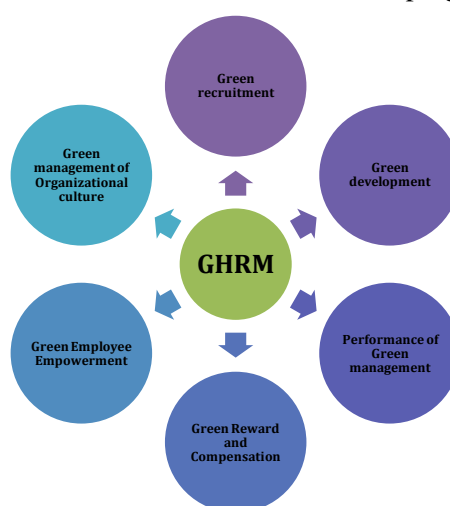 Green
recruitment
Green
management of
Organizational
culture
Green
development
GHRM
Green Employee
Empowerment
Performance of
Green
management
Green Reward
and
Compensation